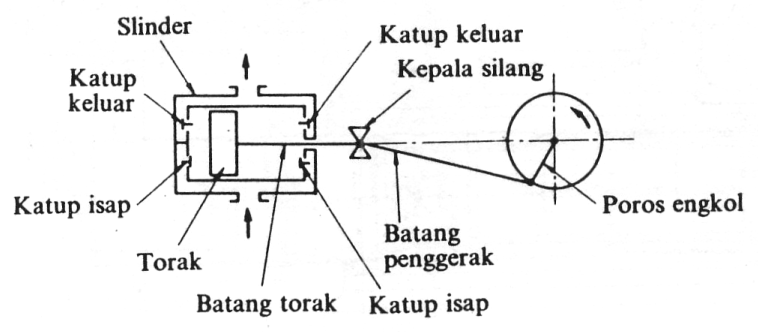 Slinder
Katup keluar
Kepala silang
Katup
keluar
Katup isap
Poros engkol
Torak
Batang
penggerak
Batang torak
Katup isap